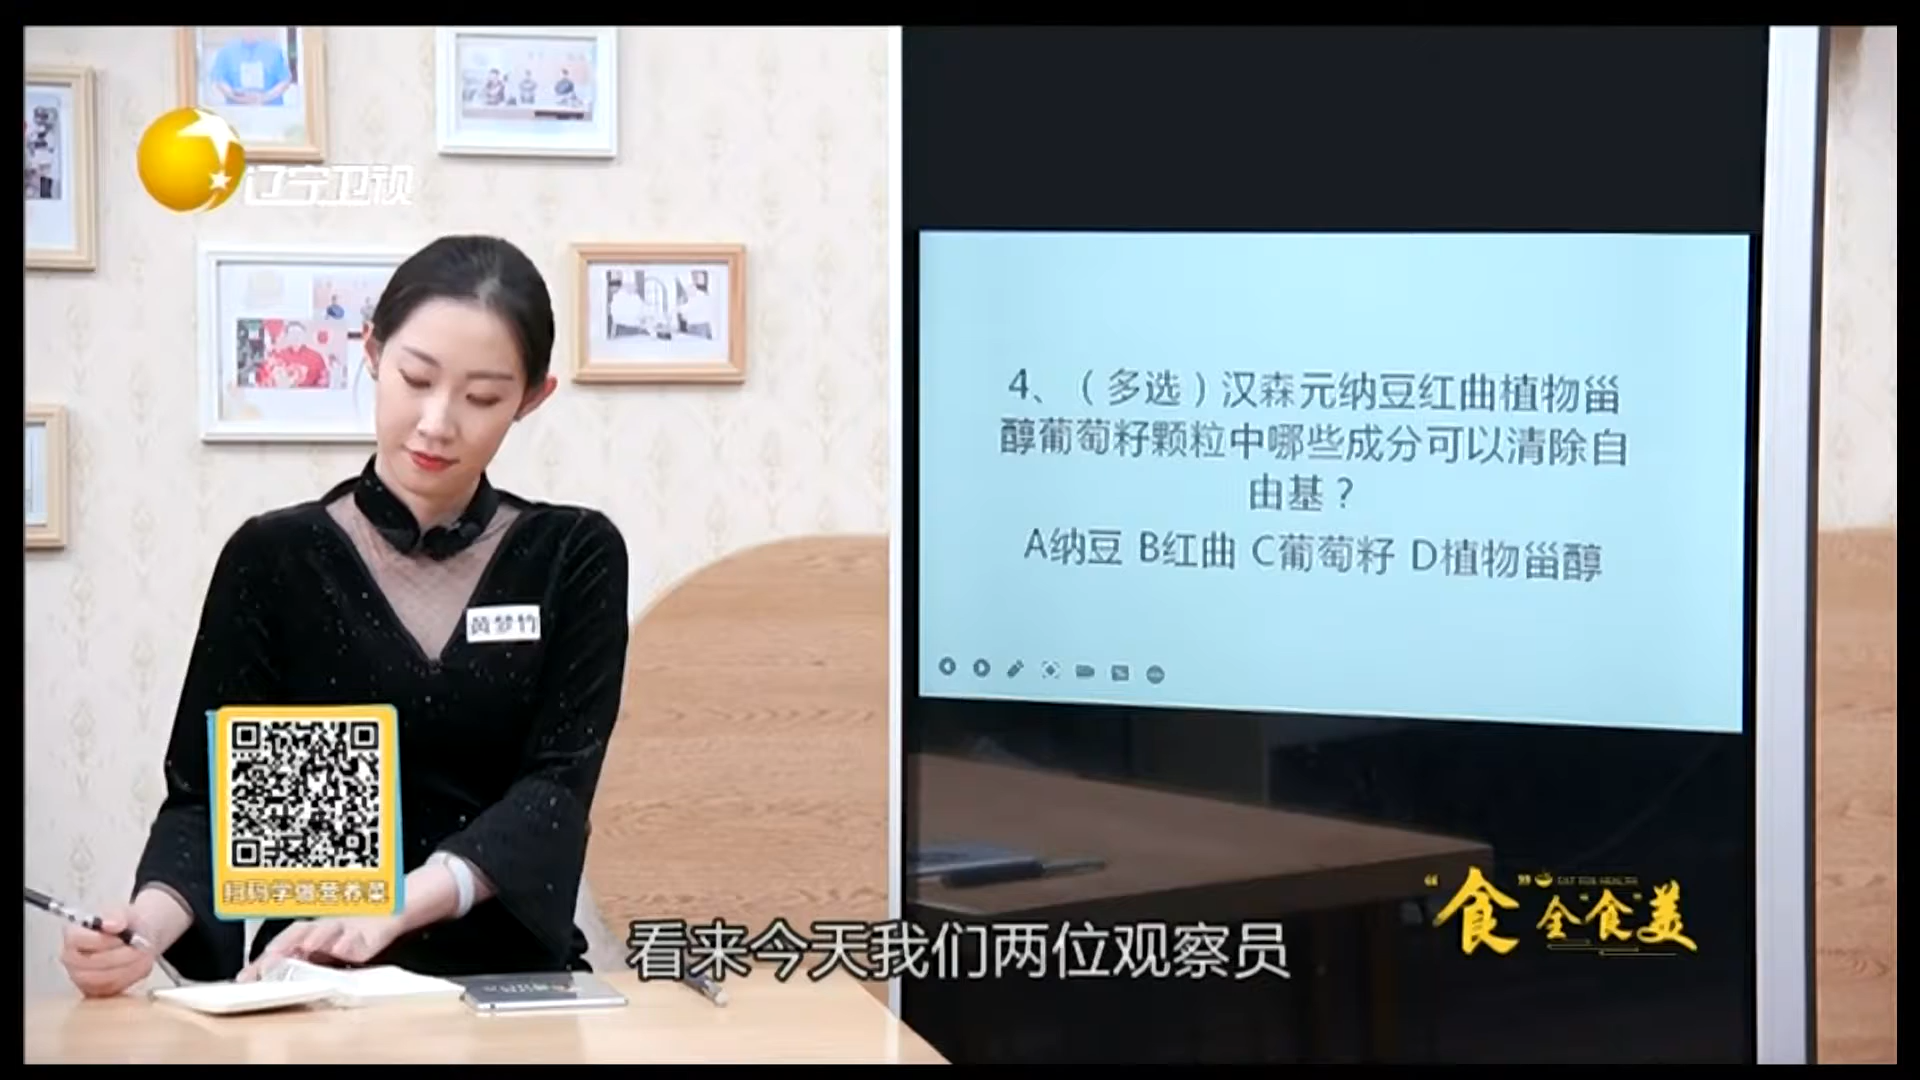 辽宁卫视
4、（多选）汉森元纳豆红曲植物甾
醇葡萄籽颗粒中哪些成分可以清除自
由基？
A纳豆 B红曲 C葡萄籽 D植物甾醇
黄梦竹
扫码学做营养菜
看来今天我们两位观察员
“食”
EAT FOR HEALTH
全“食”美